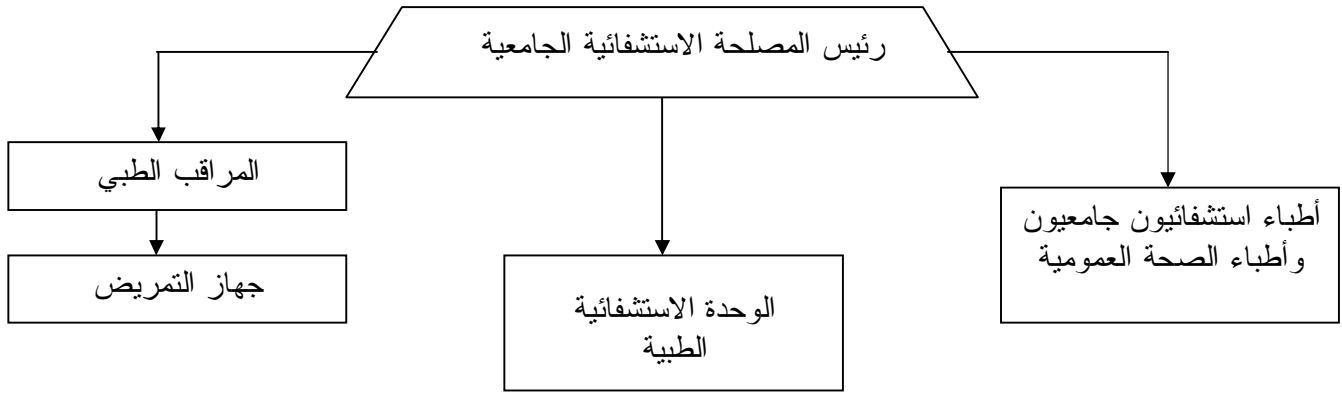 رئيس المصلحة الاستشفائية الجامعية
المراقب الطبي
أطباء استشفائيون جامعيون
وأطباء الصحة العمومية
جهاز التمريض
الوحدة الاستشفائية
الطبية